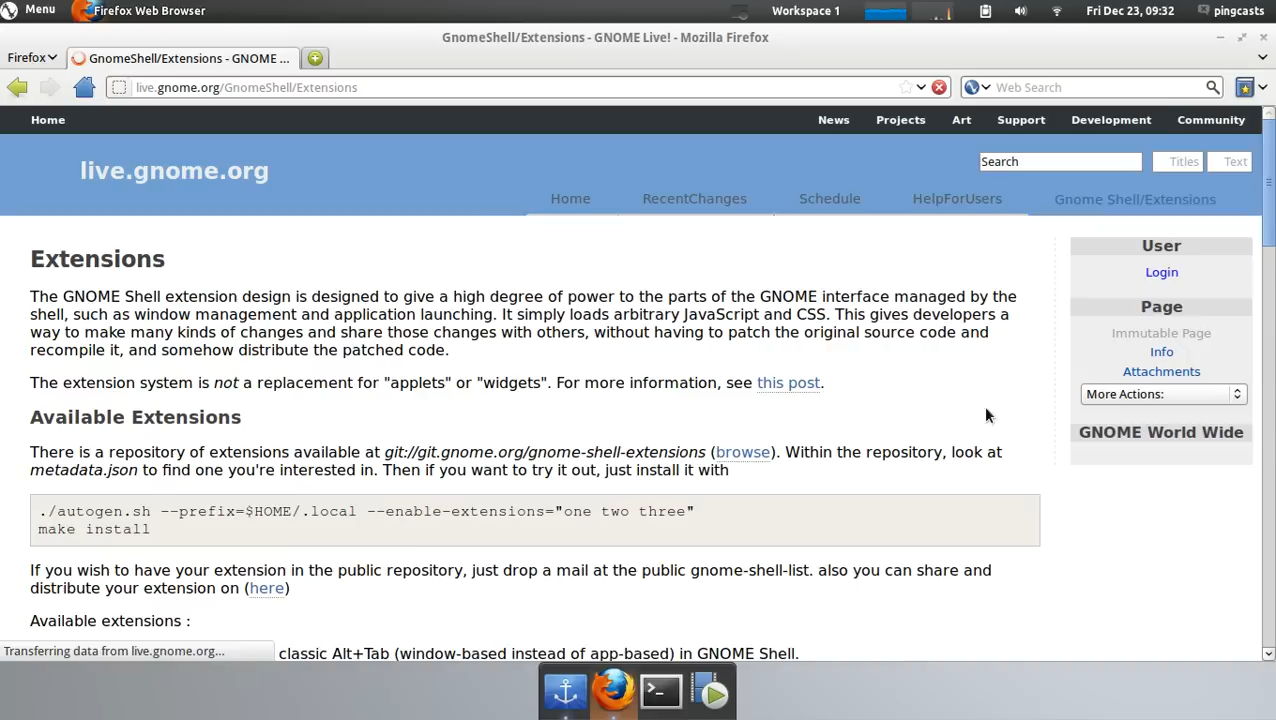 Menu Firefox Web Browser Workspace 1 Fri Dec 23, 09:32 pingcasts
GnomeShell/Extensions - GNOME Live! - Mozilla Firefox
Firefox GnomeShell/Extensions - GNOME ...
live.gnome.org/GnomeShell/Extensions Web Search
Home News Projects Art Support Development Community
live.gnome.org Search Titles Text
Home RecentChanges Schedule HelpForUsers Gnome Shell/Extensions
Extensions
The GNOME Shell extension design is designed to give a high degree of power to the parts of the GNOME interface managed by the
shell, such as window management and application launching. It simply loads arbitrary JavaScript and CSS. This gives developers a
way to make many kinds of changes and share those changes with others, without having to patch the original source code and
recompile it, and somehow distribute the patched code.
The extension system is not a replacement for "applets" or "widgets". For more information, see this post.
Available Extensions
There is a repository of extensions available at git://git.gnome.org/gnome-shell-extensions (browse). Within the repository, look at
metadata.json to find one you're interested in. Then if you want to try it out, just install it with
./autogen.sh --prefix=$HOME/.local --enable-extensions="one two three"
make install
If you wish to have your extension in the public repository, just drop a mail at the public gnome-shell-list. also you can share and
distribute your extension on (here)
Available extensions :
classic Alt+Tab (window-based instead of app-based) in GNOME Shell.
User
Login
Page
Immutable Page
Info
Attachments
More Actions:
GNOME World Wide
Transferring data from live.gnome.org...